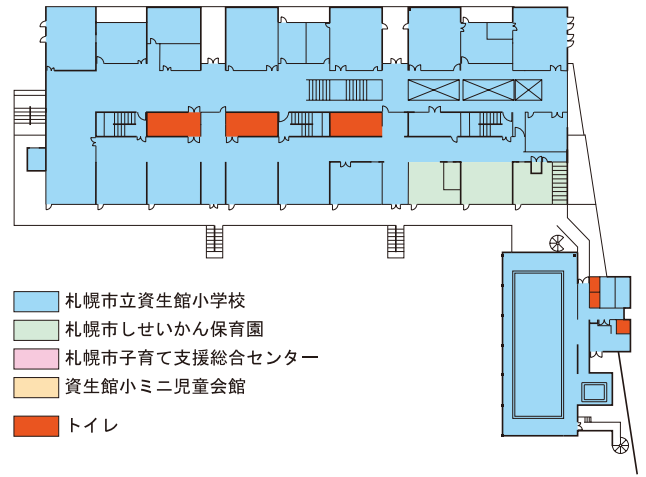 札幌市立資生館小学校
札幌市しせいかん保育園
札幌市子育て支援総合センター
資生館小ミニ児童会館
トイレ